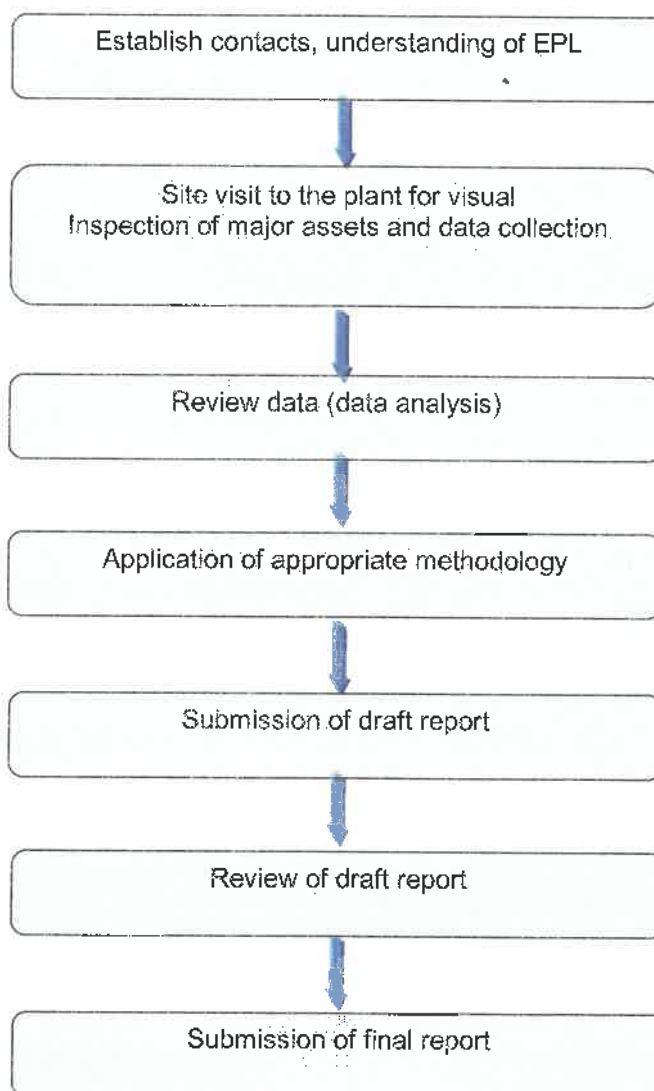 Establish contacts, understanding of EPL
Site visit to the plant for visual
Inspection of major assets and data collection
Review data (data analysis)
Application of appropriate methodology
Submission of draft report
Review of draft report
Submission of final report